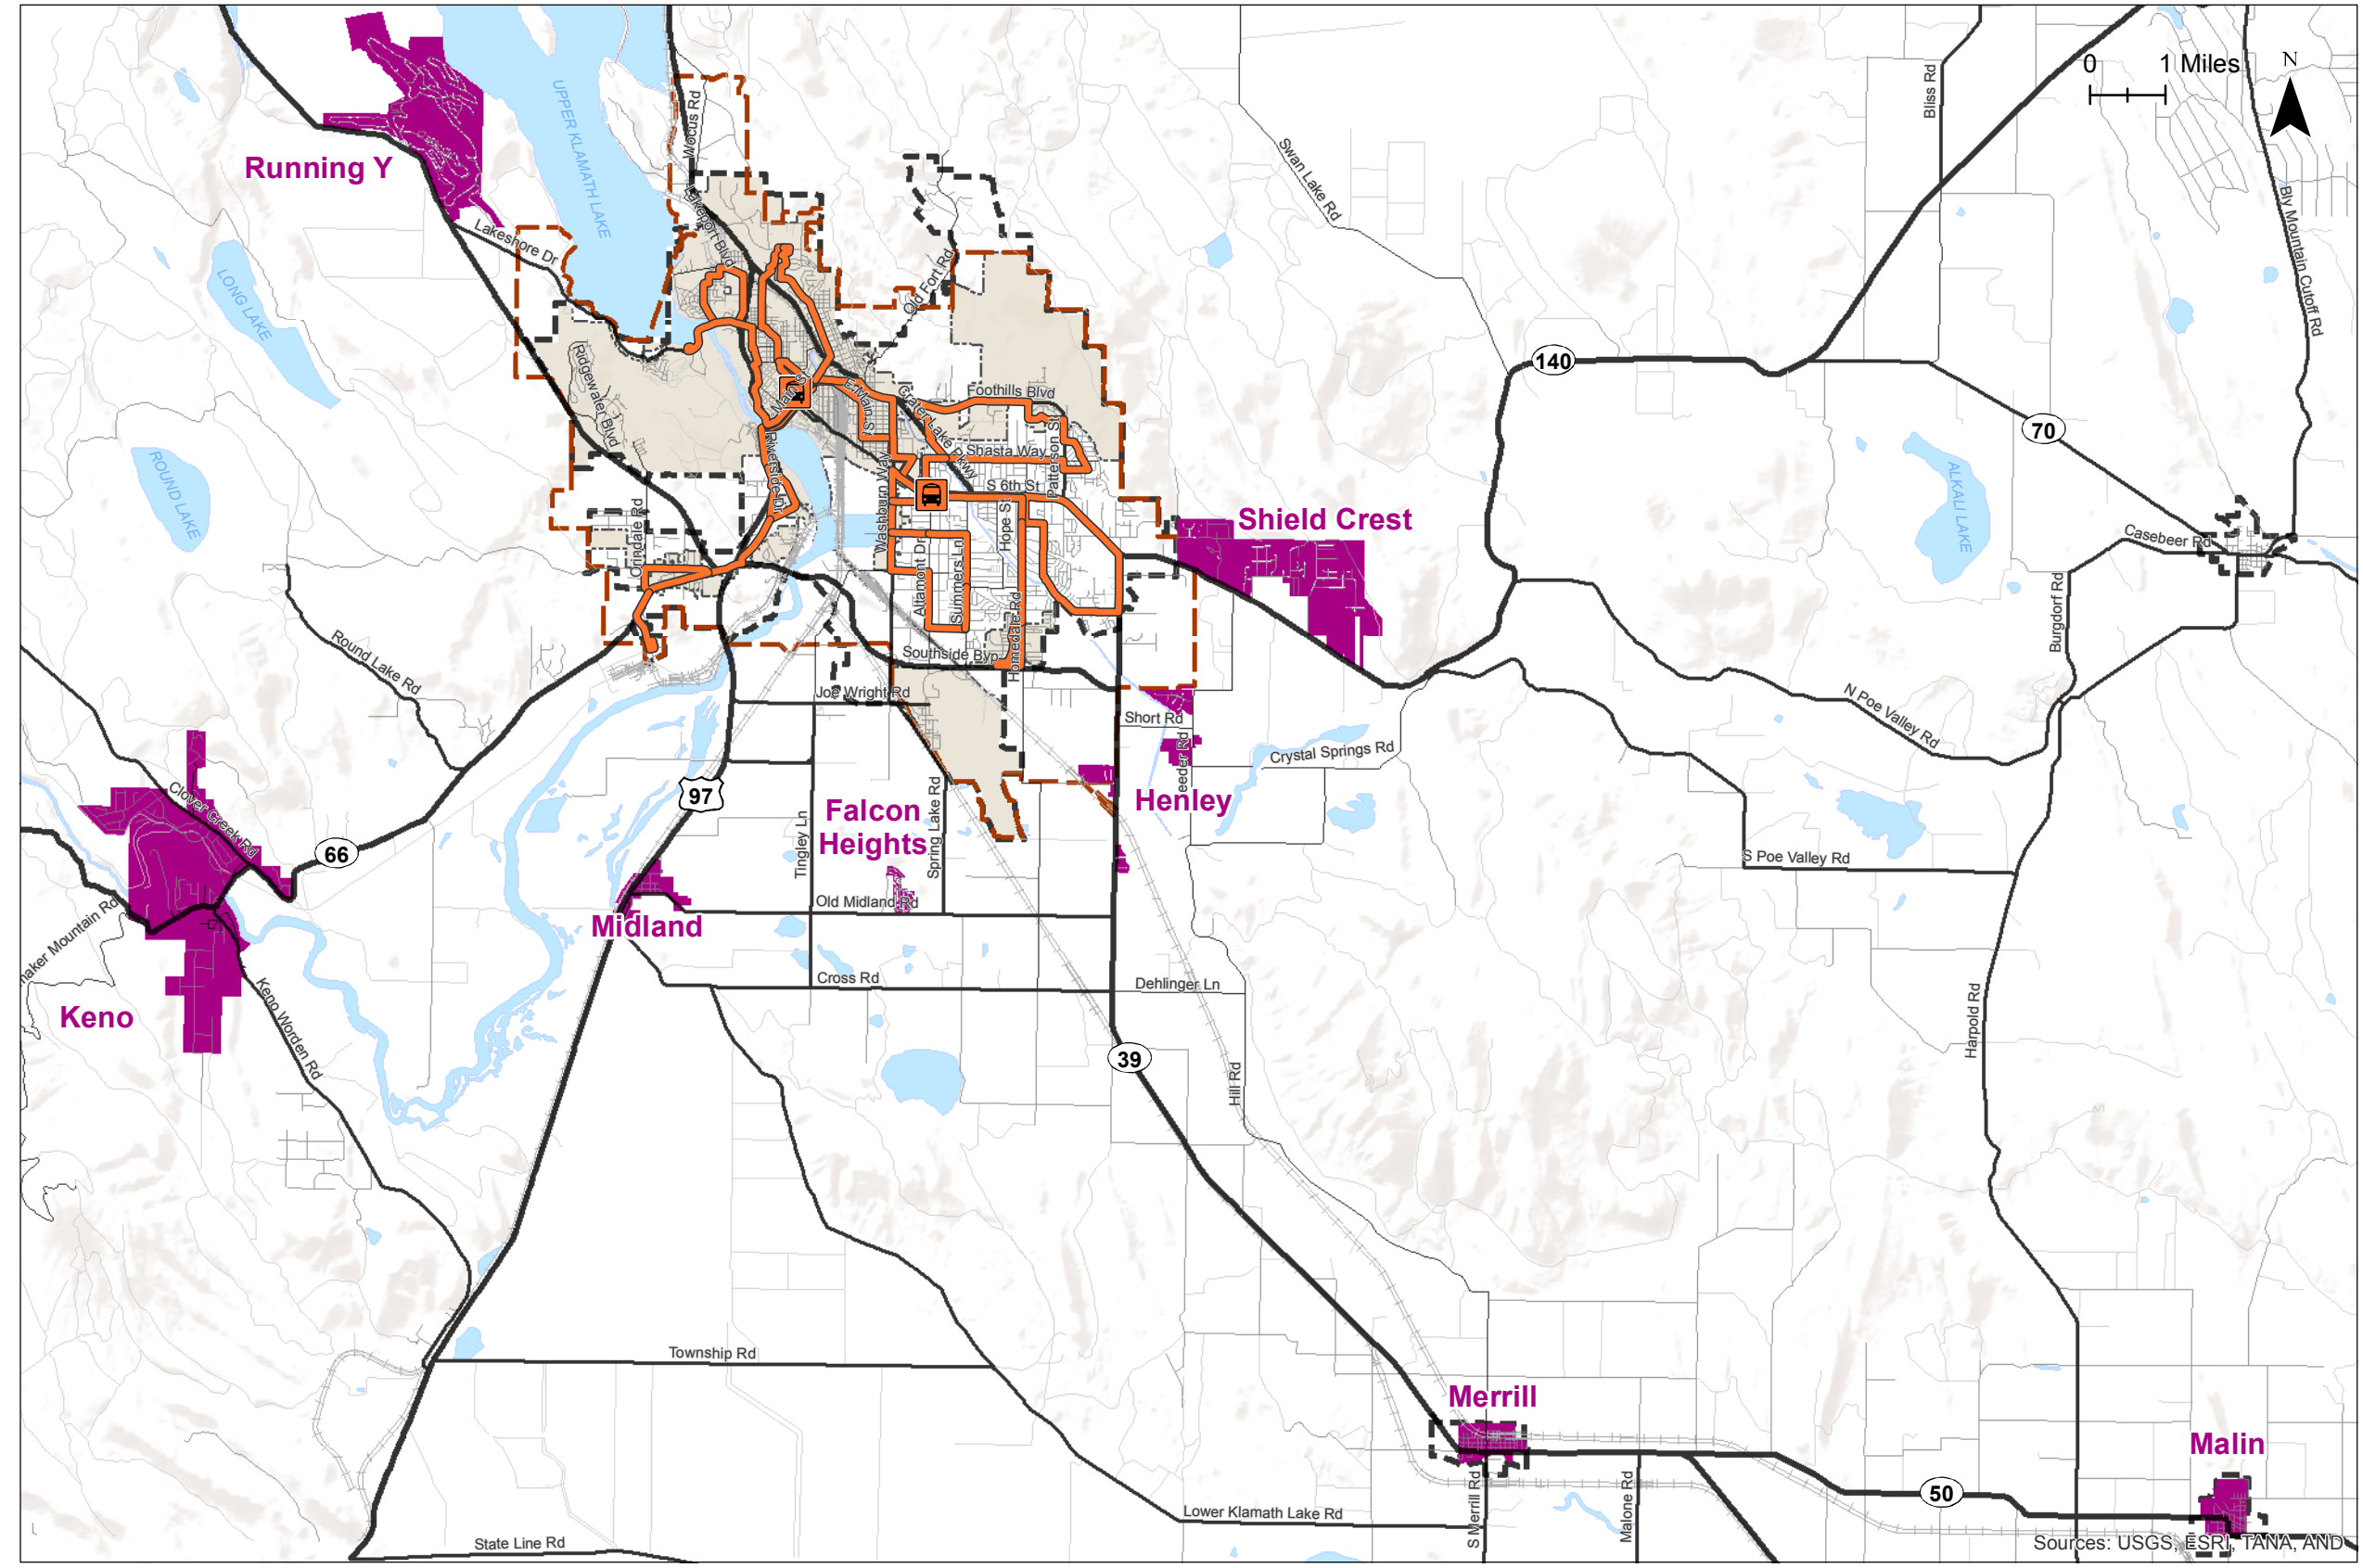 0 1 Miles
N
Bliss Rd
Wocus Rd
UPPER KLAMATH LAKE
Running Y
Swan Lake Rd
Bly Mountain Cutoff Rd
Lakeshore Dr
Lakeport Blvd
Old Fort Rd
LONG LAKE
140
Ridgewater Blvd
Main St
E Main St
Foothills Blvd
Crater Lake Pkwy
70
ROUND LAKE
Riverside Dr
Shasta Way
Patterson St
ALKALI LAKE
Washburn Way
S 6th St
Orindale Rd
Hope St
Shield Crest
Casebeer Rd
Altamont Dr
Summers Ln
Homedale Rd
Burgdorf Rd
Round Lake Rd
Southside Byp
Joe Wright Rd
Short Rd
N Poe Valley Rd
Crystal Springs Rd
97
Clover Creek Rd
Falcon
Heights
Henley
Tingley Ln
Spring Lake Rd
66
S Poe Valley Rd
Old Midland Rd
Midland
Mountain Rd
Cross Rd
Dehlinger Ln
Keno
Keno Worden Rd
Harpold Rd
39
Hill Rd
Township Rd
Merrill
Malin
50
S Merrill Rd
Malone Rd
Lower Klamath Lake Rd
State Line Rd
Sources: USGS, ESRI, TANA, AND